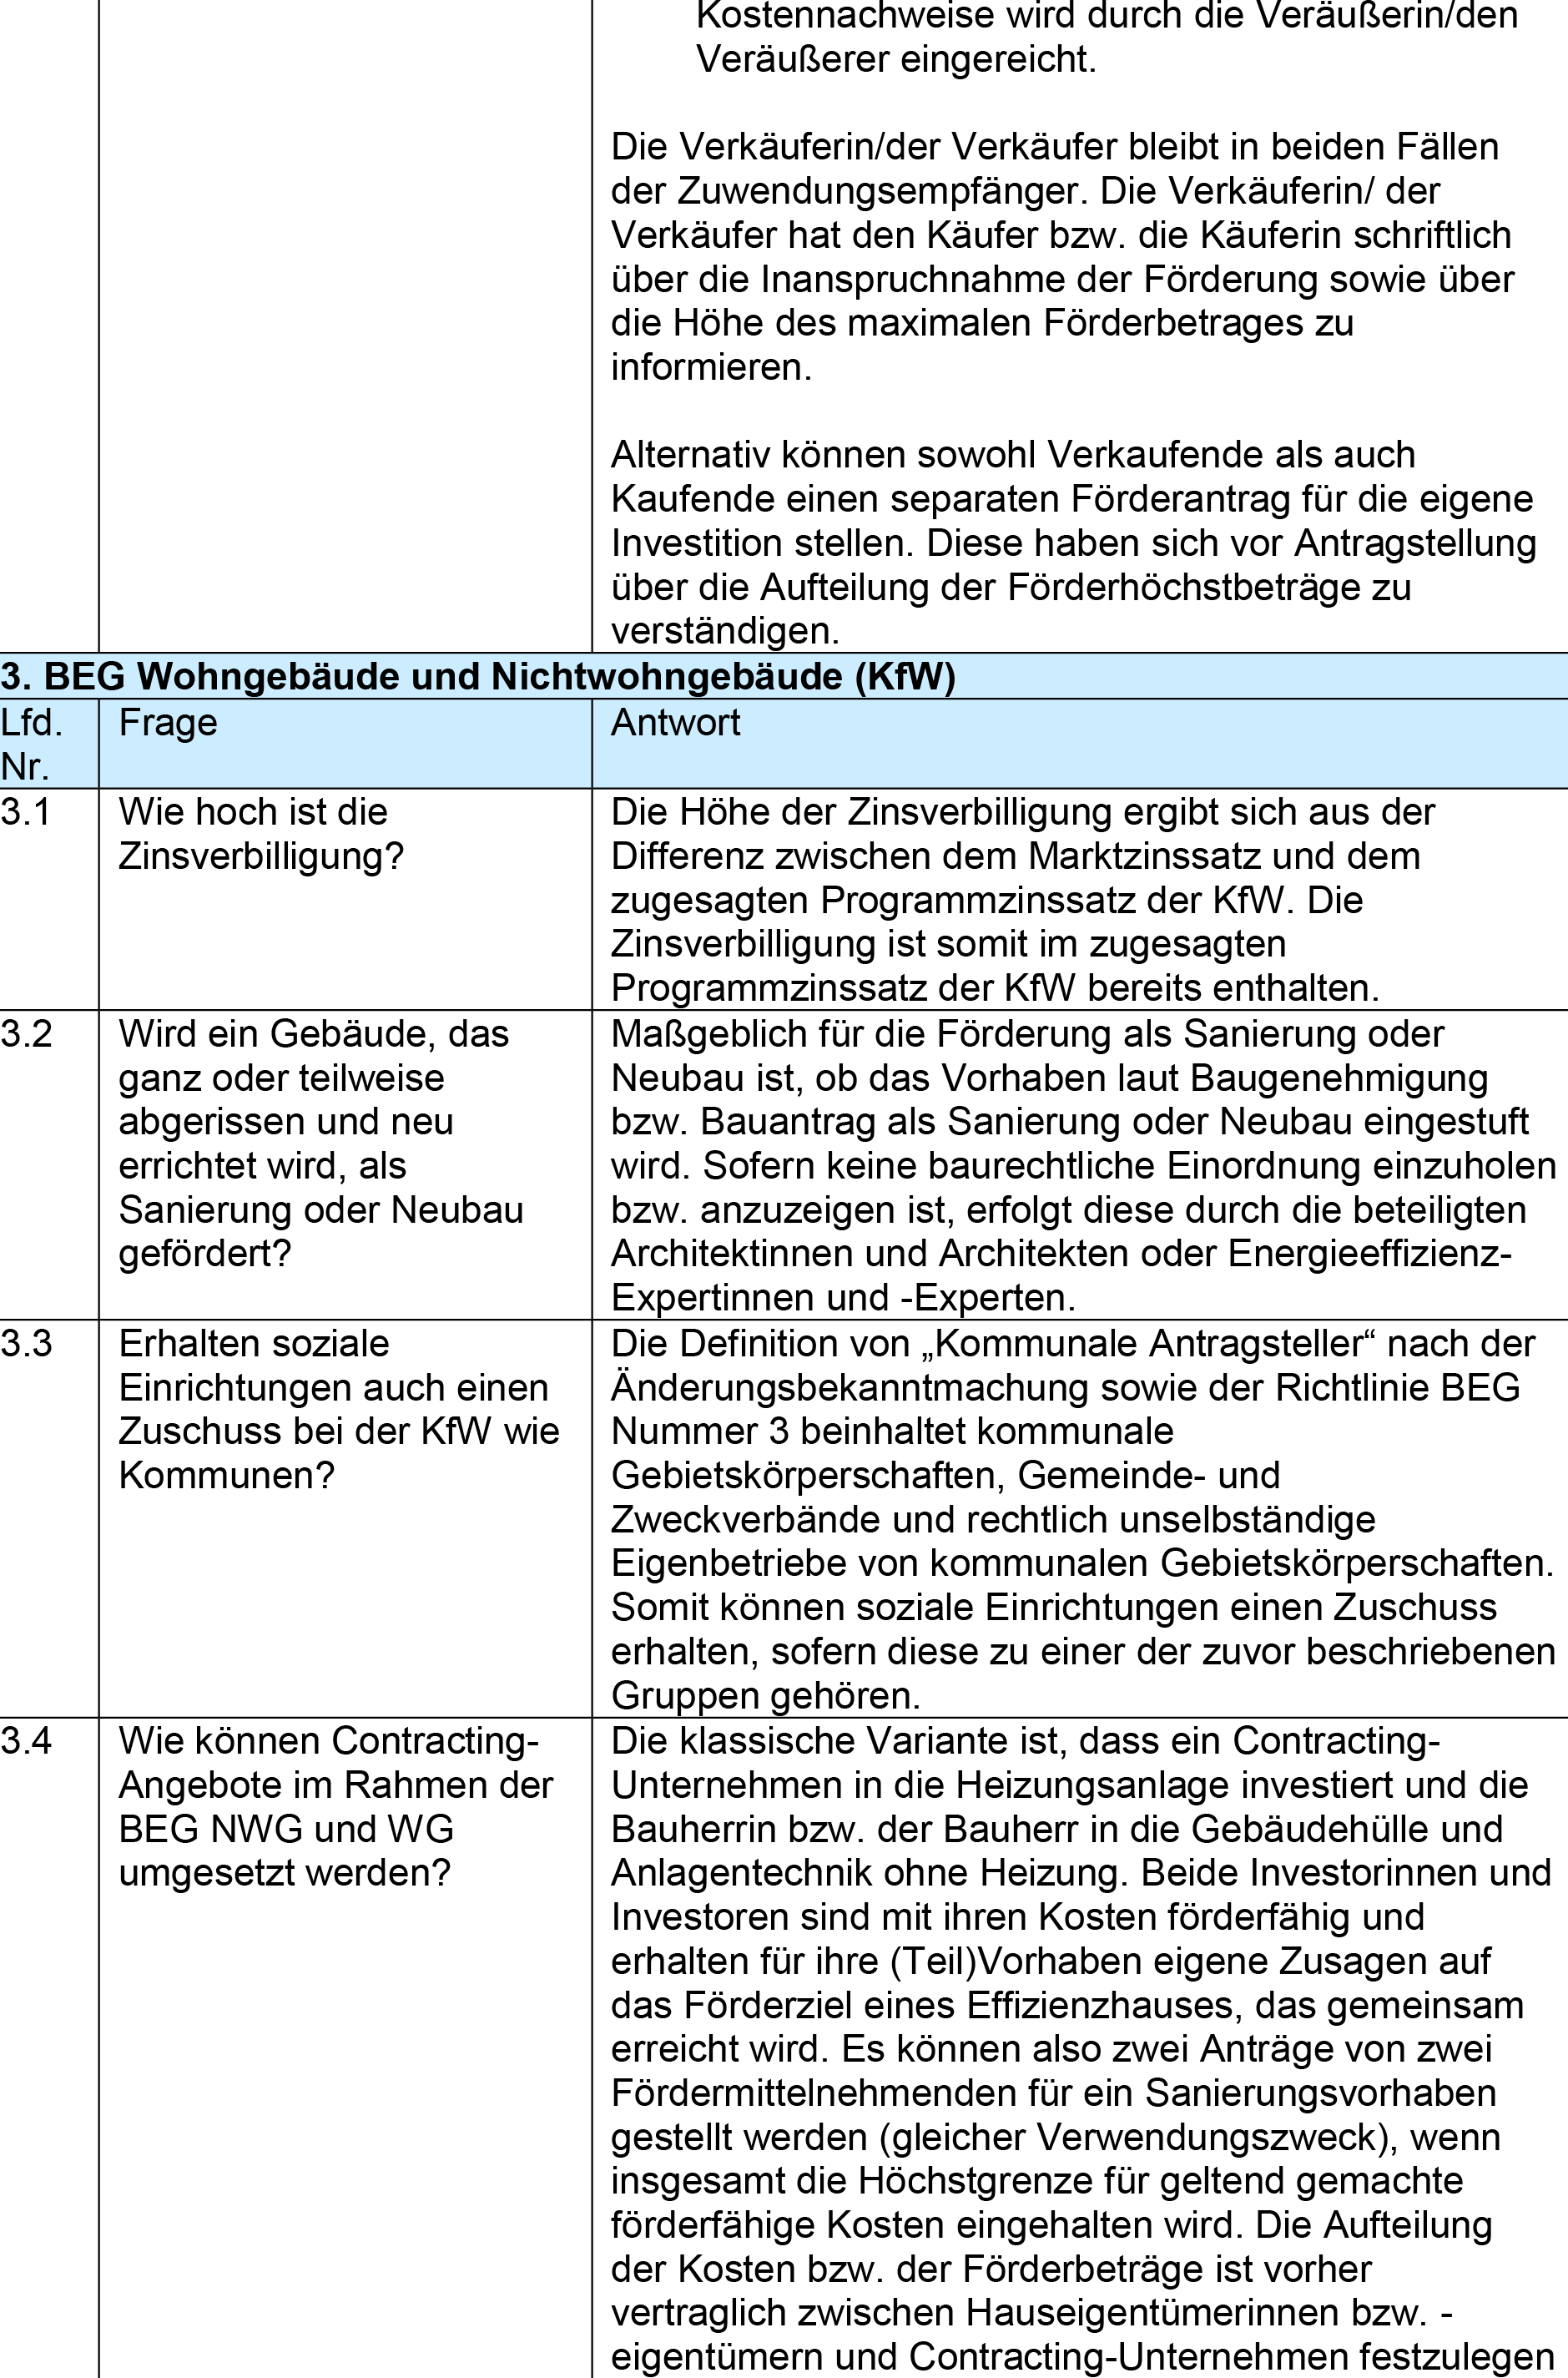 Kostennachweise wird durch die Veräußerin/den
Veräußerer eingereicht.
Die Verkäuferin/der Verkäufer bleibt in beiden Fällen
der Zuwendungsempfänger. Die Verkäuferin/ der
Verkäufer hat den Käufer bzw. die Käuferin schriftlich
über die Inanspruchnahme der Förderung sowie über
die Höhe des maximalen Förderbetrages zu
informieren.
Alternativ können sowohl Verkaufende als auch
Kaufende einen separaten Förderantrag für die eigene
Investition stellen. Diese haben sich vor Antragstellung
über die Aufteilung der Förderhöchstbeträge zu
verständigen.
3. BEG Wohngebäude und Nichtwohngebäude (KfW)
Lfd.
Nr.
Frage
Antwort
3.1
Wie hoch ist die
Zinsverbilligung?
Die Höhe der Zinsverbilligung ergibt sich aus der
Differenz zwischen dem Marktzinssatz und dem
zugesagten Programmzinssatz der KfW. Die
Zinsverbilligung ist somit im zugesagten
Programmzinssatz der KfW bereits enthalten.
3.2
Wird ein Gebäude, das
ganz oder teilweise
abgerissen und neu
errichtet wird, als
Sanierung oder Neubau
gefördert?
Maßgeblich für die Förderung als Sanierung oder
Neubau ist, ob das Vorhaben laut Baugenehmigung
bzw. Bauantrag als Sanierung oder Neubau eingestuft
wird. Sofern keine baurechtliche Einordnung einzuholen
bzw. anzuzeigen ist, erfolgt diese durch die beteiligten
Architektinnen und Architekten oder Energieeffizienz-
Expertinnen und -Experten.
3.3
Erhalten soziale
Einrichtungen auch einen
Zuschuss bei der KfW wie
Kommunen?
Die Definition von „Kommunale Antragsteller“ nach der
Änderungsbekanntmachung sowie der Richtlinie BEG
Nummer 3 beinhaltet kommunale
Gebietskörperschaften, Gemeinde- und
Zweckverbände und rechtlich unselbständige
Eigenbetriebe von kommunalen Gebietskörperschaften.
Somit können soziale Einrichtungen einen Zuschuss
erhalten, sofern diese zu einer der zuvor beschriebenen
Gruppen gehören.
3.4
Wie können Contracting-
Angebote im Rahmen der
BEG NWG und WG
umgesetzt werden?
Die klassische Variante ist, dass ein Contracting-
Unternehmen in die Heizungsanlage investiert und die
Bauherrin bzw. der Bauherr in die Gebäudehülle und
Anlagentechnik ohne Heizung. Beide Investorinnen und
Investoren sind mit ihren Kosten förderfähig und
erhalten für ihre (Teil)Vorhaben eigene Zusagen auf
das Förderziel eines Effizienzhauses, das gemeinsam
erreicht wird. Es können also zwei Anträge von zwei
Fördermittelnehmenden für ein Sanierungsvorhaben
gestellt werden (gleicher Verwendungszweck), wenn
insgesamt die Höchstgrenze für geltend gemachte
förderfähige Kosten eingehalten wird. Die Aufteilung
der Kosten bzw. der Förderbeträge ist vorher
vertraglich zwischen Hauseigentümerinnen bzw. -
eigentümern und Contracting-Unternehmen festzulegen